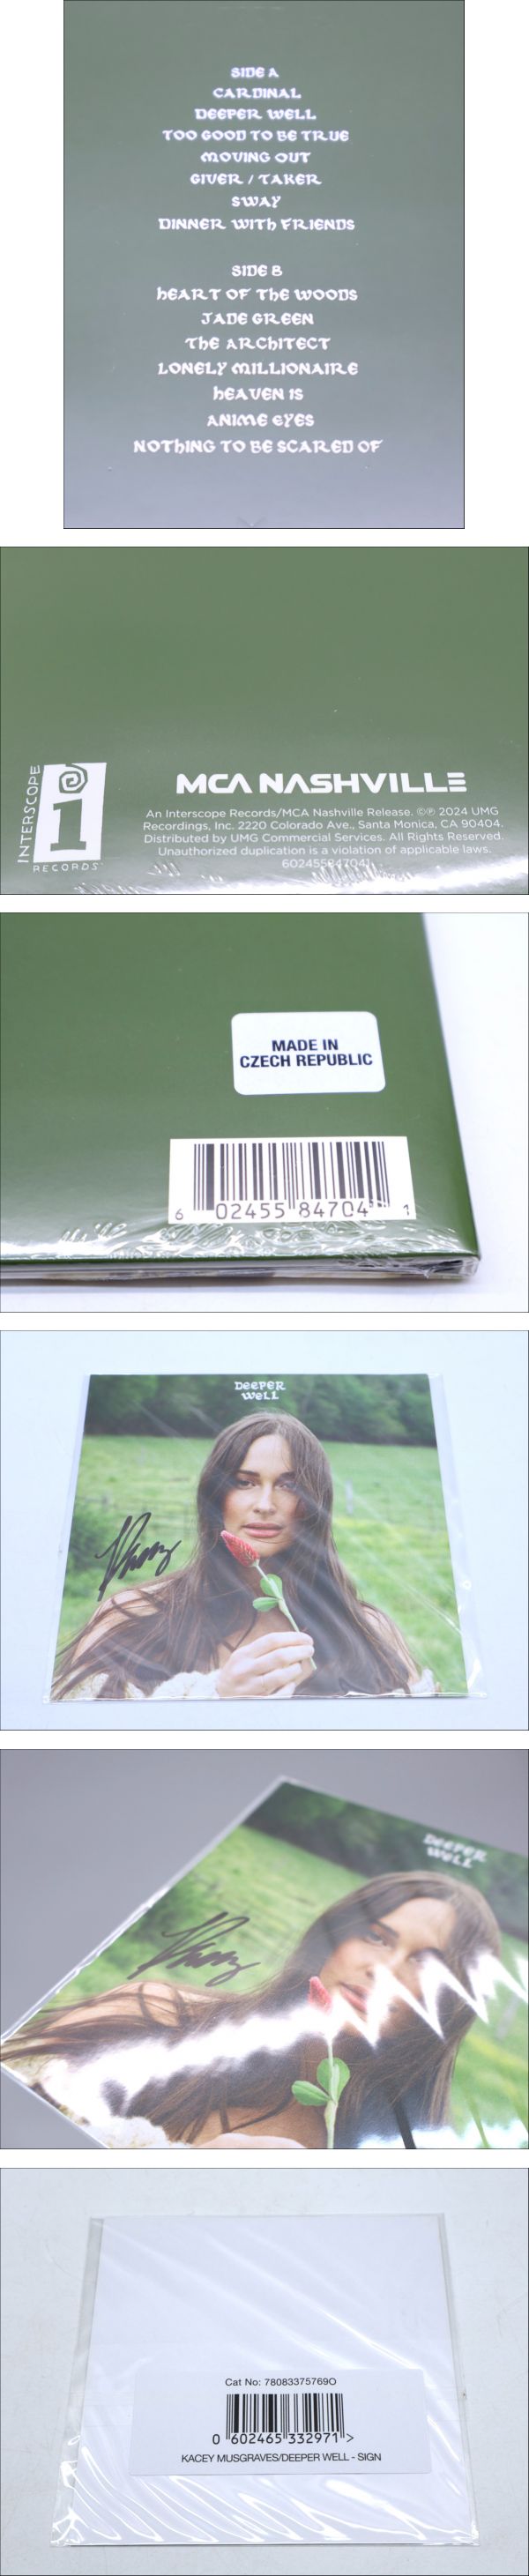 SIDE A
CARDINAL
DEEPER WELL
TOO GOOD TO BE TRUE
MOVING OUT
GIVER / TAKER
SWAY
DINNER WITH FRIENDS
SIDE B
HEART OF THE WOODS
JADE GREEN
THE ARCHITECT
LONELY MILLIONAIRE
HEAVEN IS
ANIME EYES
NOTHING TO BE SCARED OF
INTERSCOPE
i
RECORDS
MCA NASHVILLE
An Interscope Records/MCA Nashville Release. ©℗ 2024 UMG
Recordings, Inc. 2220 Colorado Ave., Santa Monica, CA 90404.
Distributed by UMG Commercial Services. All Rights Reserved.
Unauthorized duplication is a violation of applicable laws.
602455847041
MADE IN
CZECH REPUBLIC
6 02455 84704 1
DEEPER
WELL
Kacey
DEEPER
WELL
Kacey
Cat No: 78083375769O
0 602465 332971 >
KACEY MUSGRAVES/DEEPER WELL - SIGN